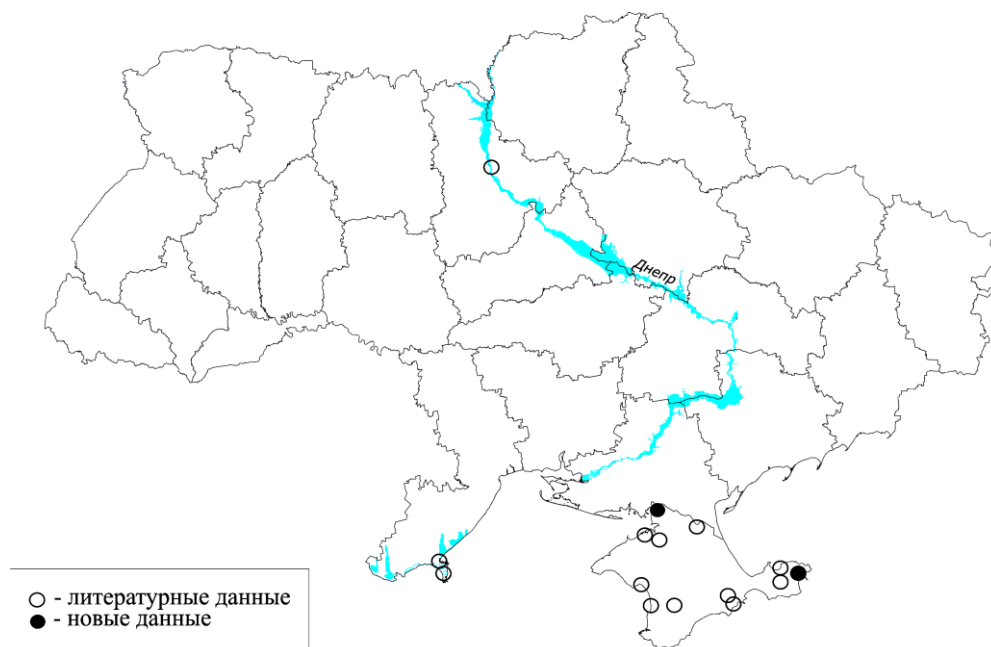 Днепр
○ - литературные данные
● - новые данные